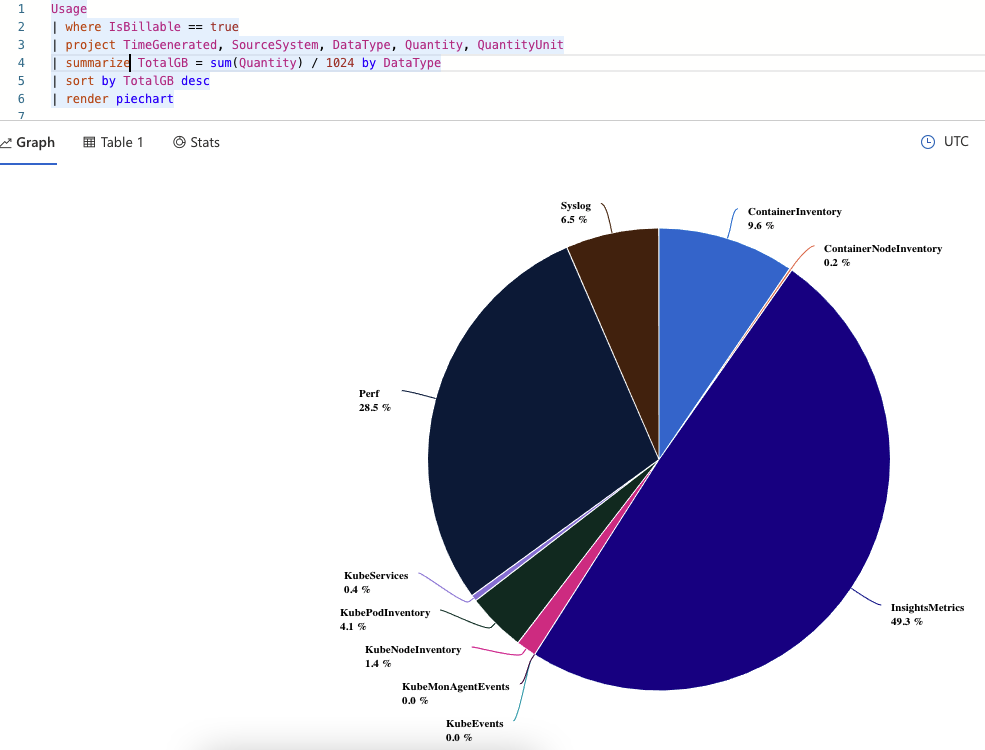 1 Usage
2 | where IsBillable == true
3 | project TimeGenerated, SourceSystem, DataType, Quantity, QuantityUnit
4 | summarize TotalGB = sum(Quantity) / 1024 by DataType
5 | sort by TotalGB desc
6 | render piechart
7
Graph Table 1 Stats UTC
Syslog
6.5 %
ContainerInventory
9.6 %
ContainerNodeInventory
0.2 %
Perf
28.5 %
KubeServices
0.4 %
InsightsMetrics
49.3 %
KubePodInventory
4.1 %
KubeNodeInventory
1.4 %
KubeMonAgentEvents
0.0 %
KubeEvents
0.0 %